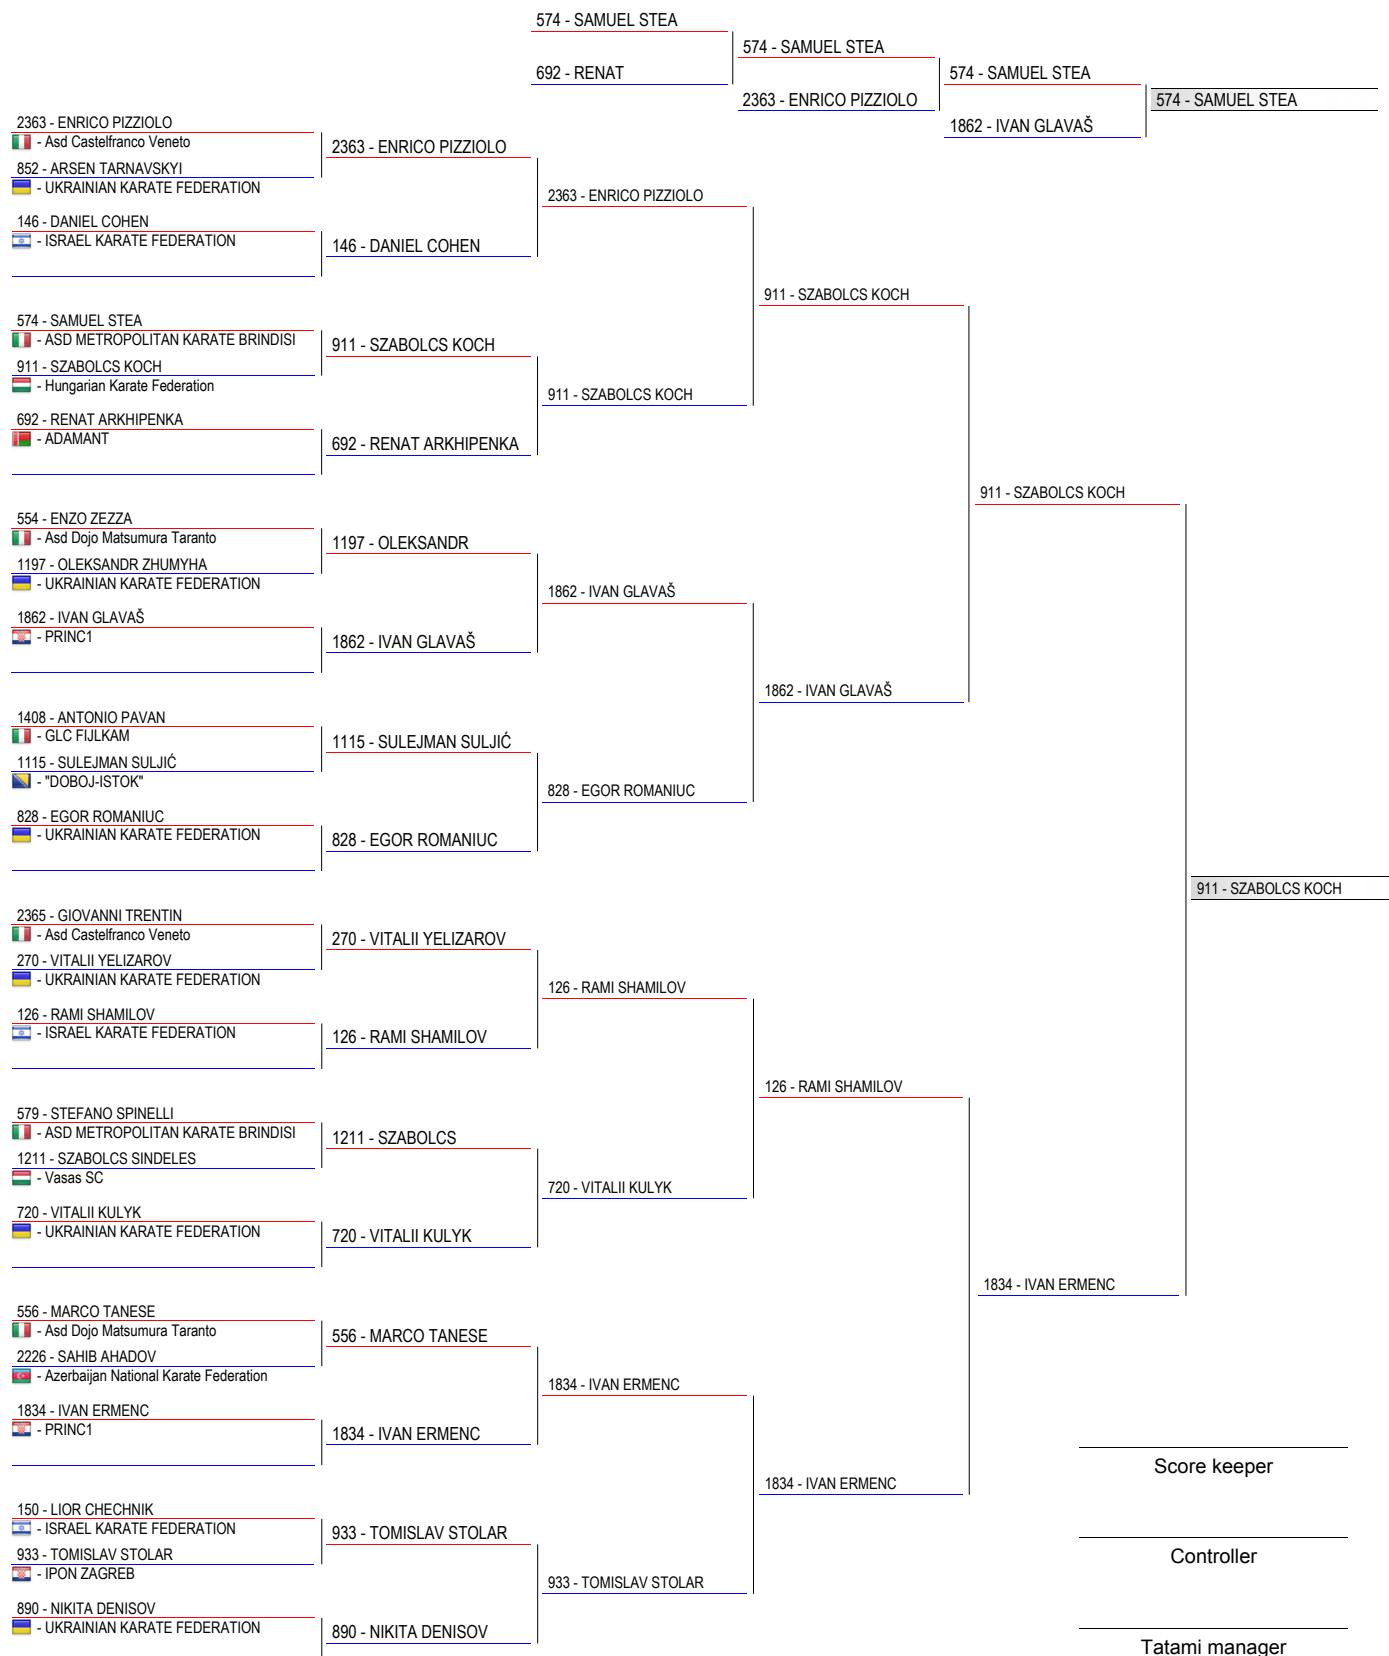 574 - SAMUEL STEA
692 - RENAT
574 - SAMUEL STEA
2363 - ENRICO PIZZIOLO
574 - SAMUEL STEA
1862 - IVAN GLAVAŠ
574 - SAMUEL STEA
2363 - ENRICO PIZZIOLO
- Asd Castelfranco Veneto
852 - ARSEN TARNAVSKYI
- UKRAINIAN KARATE FEDERATION
146 - DANIEL COHEN
- ISRAEL KARATE FEDERATION
574 - SAMUEL STEA
- ASD METROPOLITAN KARATE BRINDISI
911 - SZABOLCS KOCH
- Hungarian Karate Federation
692 - RENAT ARKHIPENKA
- ADAMANT
554 - ENZO ZEZZA
- Asd Dojo Matsumura Taranto
1197 - OLEKSANDR ZHUMYHA
- UKRAINIAN KARATE FEDERATION
1862 - IVAN GLAVAŠ
- PRINC1
1408 - ANTONIO PAVAN
- GLC FIJLKAM
1115 - SULEJMAN SULJIĆ
- "DOBOJ-ISTOK"
828 - EGOR ROMANIUC
- UKRAINIAN KARATE FEDERATION
2365 - GIOVANNI TRENTIN
- Asd Castelfranco Veneto
270 - VITALII YELIZAROV
- UKRAINIAN KARATE FEDERATION
126 - RAMI SHAMILOV
- ISRAEL KARATE FEDERATION
579 - STEFANO SPINELLI
- ASD METROPOLITAN KARATE BRINDISI
1211 - SZABOLCS SINDELES
- Vasas SC
720 - VITALII KULYK
- UKRAINIAN KARATE FEDERATION
556 - MARCO TANESE
- Asd Dojo Matsumura Taranto
2226 - SAHIB AHADOV
- Azerbaijan National Karate Federation
1834 - IVAN ERMENC
- PRINC1
150 - LIOR CHECHNIK
- ISRAEL KARATE FEDERATION
933 - TOMISLAV STOLAR
- IPON ZAGREB
890 - NIKITA DENISOV
- UKRAINIAN KARATE FEDERATION
2363 - ENRICO PIZZIOLO
146 - DANIEL COHEN
911 - SZABOLCS KOCH
692 - RENAT ARKHIPENKA
1197 - OLEKSANDR
1862 - IVAN GLAVAŠ
1115 - SULEJMAN SULJIĆ
828 - EGOR ROMANIUC
270 - VITALII YELIZAROV
126 - RAMI SHAMILOV
1211 - SZABOLCS
720 - VITALII KULYK
556 - MARCO TANESE
1834 - IVAN ERMENC
933 - TOMISLAV STOLAR
890 - NIKITA DENISOV
2363 - ENRICO PIZZIOLO
911 - SZABOLCS KOCH
1862 - IVAN GLAVAŠ
828 - EGOR ROMANIUC
126 - RAMI SHAMILOV
720 - VITALII KULYK
1834 - IVAN ERMENC
933 - TOMISLAV STOLAR
911 - SZABOLCS KOCH
1862 - IVAN GLAVAŠ
126 - RAMI SHAMILOV
1834 - IVAN ERMENC
911 - SZABOLCS KOCH
1834 - IVAN ERMENC
911 - SZABOLCS KOCH
Score keeper
Controller
Tatami manager